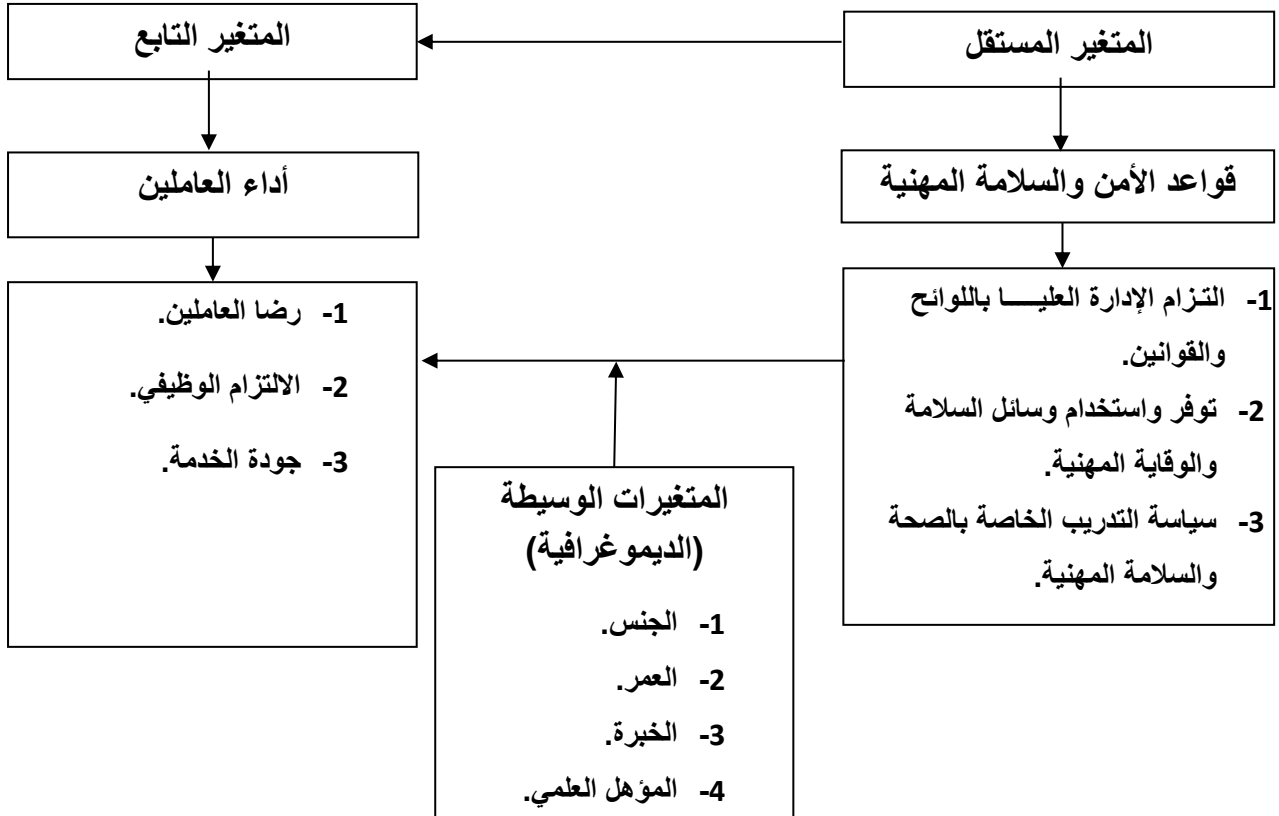 المتغير المستقل
المتغير التابع
قواعد الأمن والسلامة المهنية
أداء العاملين
1- التزام الإدارة العليـــــا باللوائح
والقوانين.
2- توفر واستخدام وسائل السلامة
والوقاية المهنية.
3- سياسة التدريب الخاصة بالصحة
والسلامة المهنية.
1- رضا العاملين.
2- الالتزام الوظيفي.
3- جودة الخدمة.
المتغيرات الوسيطة
(الديموغرافية)
1- الجنس.
2- العمر.
3- الخبرة.
4- المؤهل العلمي.